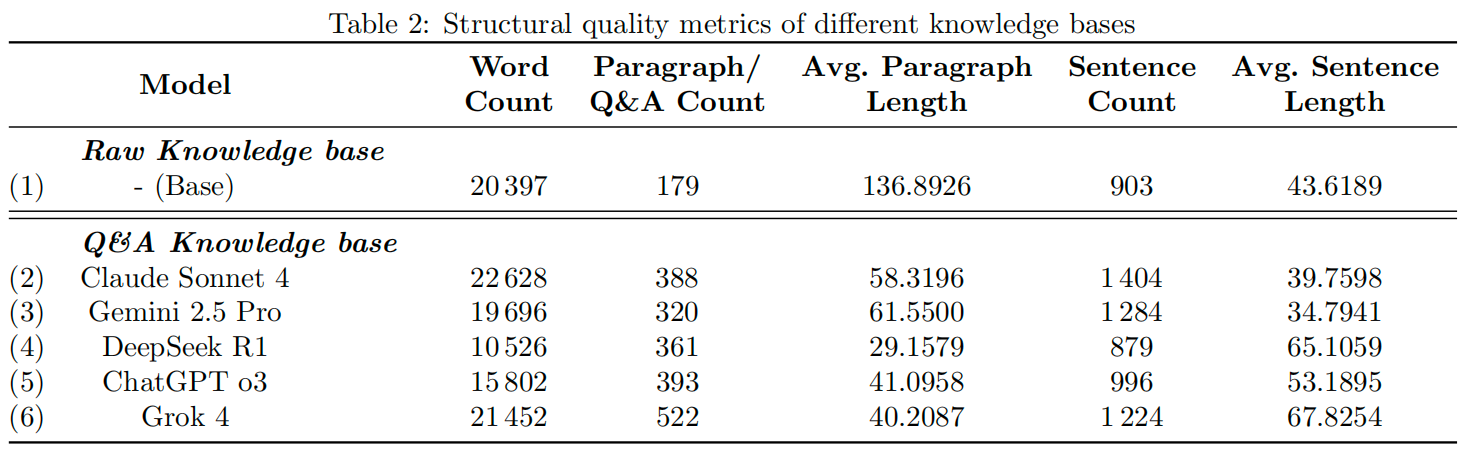 Table 2: Structural quality metrics of different knowledge bases
Model Word Count Paragraph/ Q&A Count Avg. Paragraph Length Sentence Count Avg. Sentence Length
Raw Knowledge base
(1) - (Base) 20 397 179 136.8926 903 43.6189
Q&A Knowledge base
(2) Claude Sonnet 4 22 628 388 58.3196 1 404 39.7598
(3) Gemini 2.5 Pro 19 696 320 61.5500 1 284 34.7941
(4) DeepSeek R1 10 526 361 29.1579 879 65.1059
(5) ChatGPT o3 15 802 393 41.0958 996 53.1895
(6) Grok 4 21 452 522 40.2087 1 224 67.8254